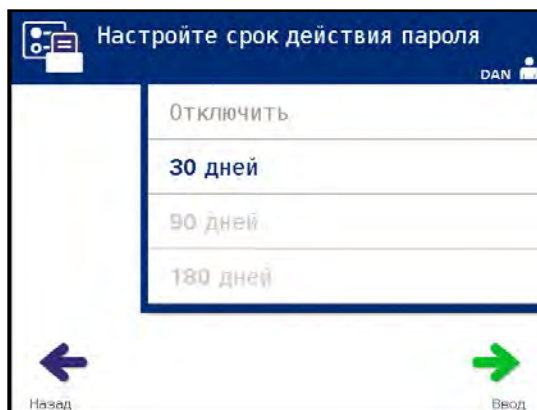 Настройте срок действия пароля
DAN
Отключить
30 дней
90 дней
180 дней
Назад
Ввод